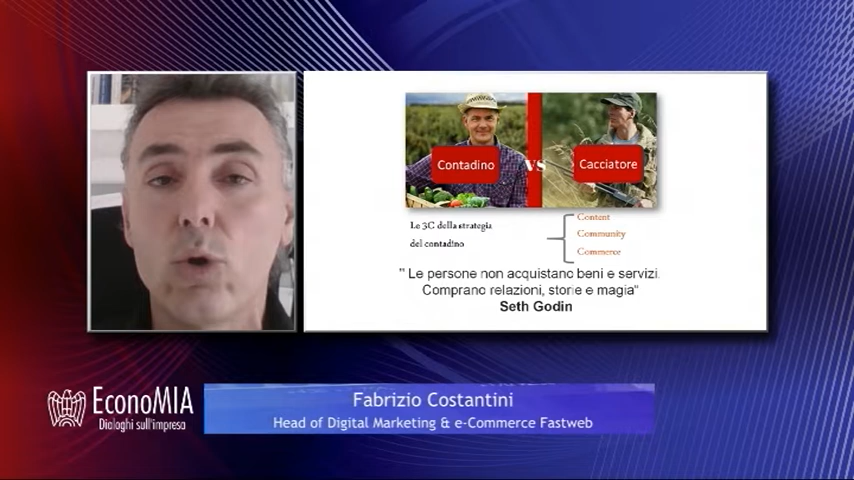 Contadino
VS
Cacciatore
Le 3C della strategia
del contadino
Content
Community
Commerce
" Le persone non acquistano beni e servizi.
Comprano relazioni, storie e magia"
Seth Godin
EconoMIA
Dialoghi sull'impresa
Fabrizio Costantini
Head of Digital Marketing & e-Commerce Fastweb